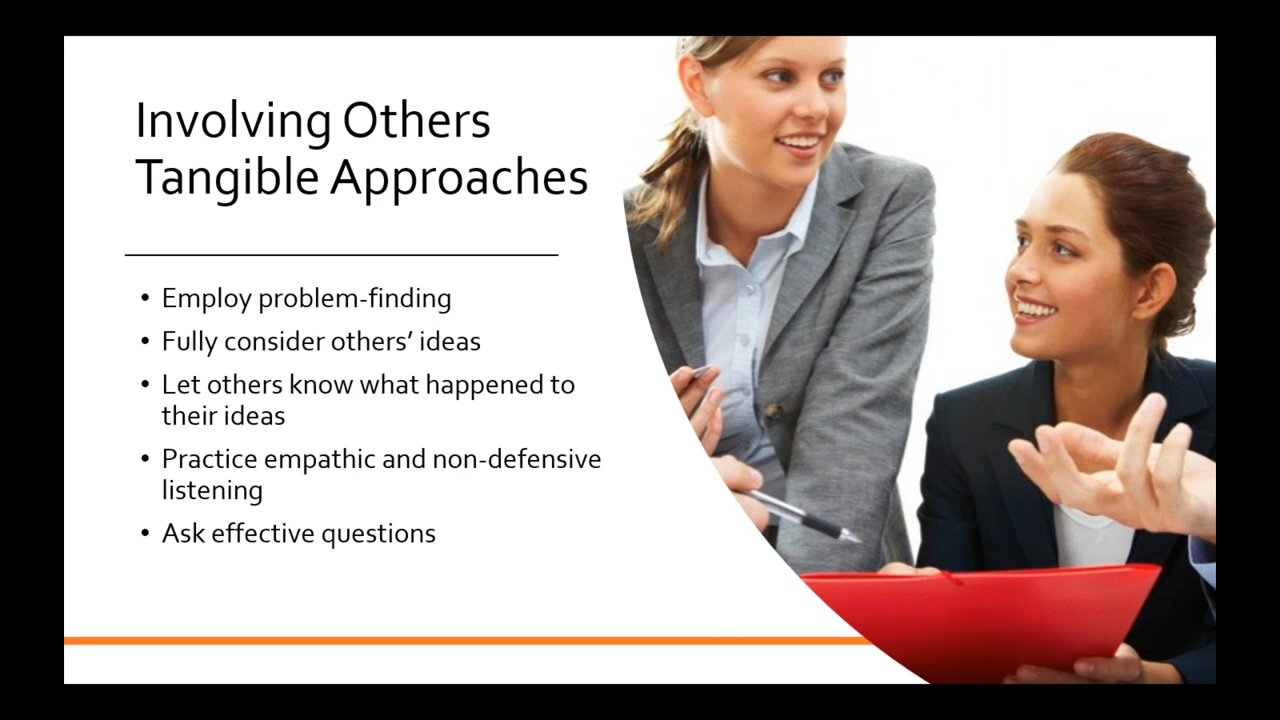 Involving Others
Tangible Approaches
• Employ problem-finding
• Fully consider others’ ideas
• Let others know what happened to
their ideas
• Practice empathic and non-defensive
listening
• Ask effective questions